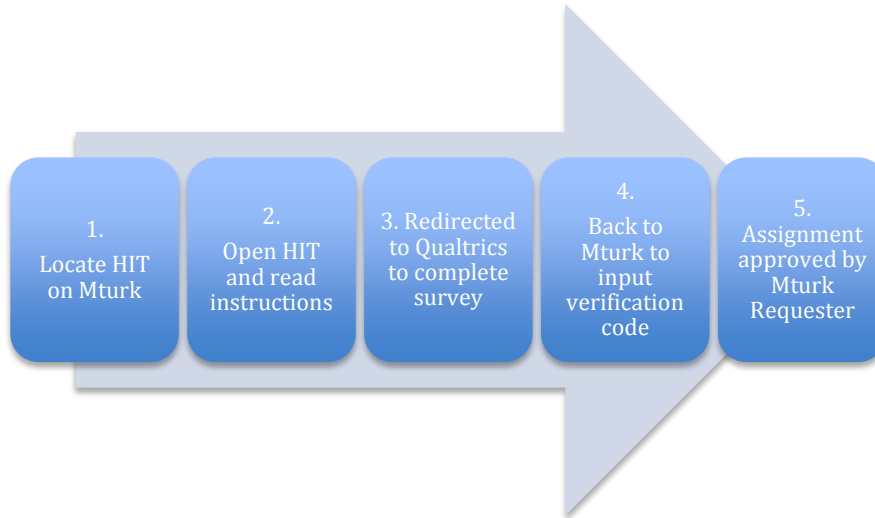 1.
Locate HIT
on Mturk
2.
Open HIT
and read
instructions
3. Redirected
to Qualtrics
to complete
survey
4.
Back to
Mturk to
input
verification
code
5.
Assignment
approved by
Mturk
Requester